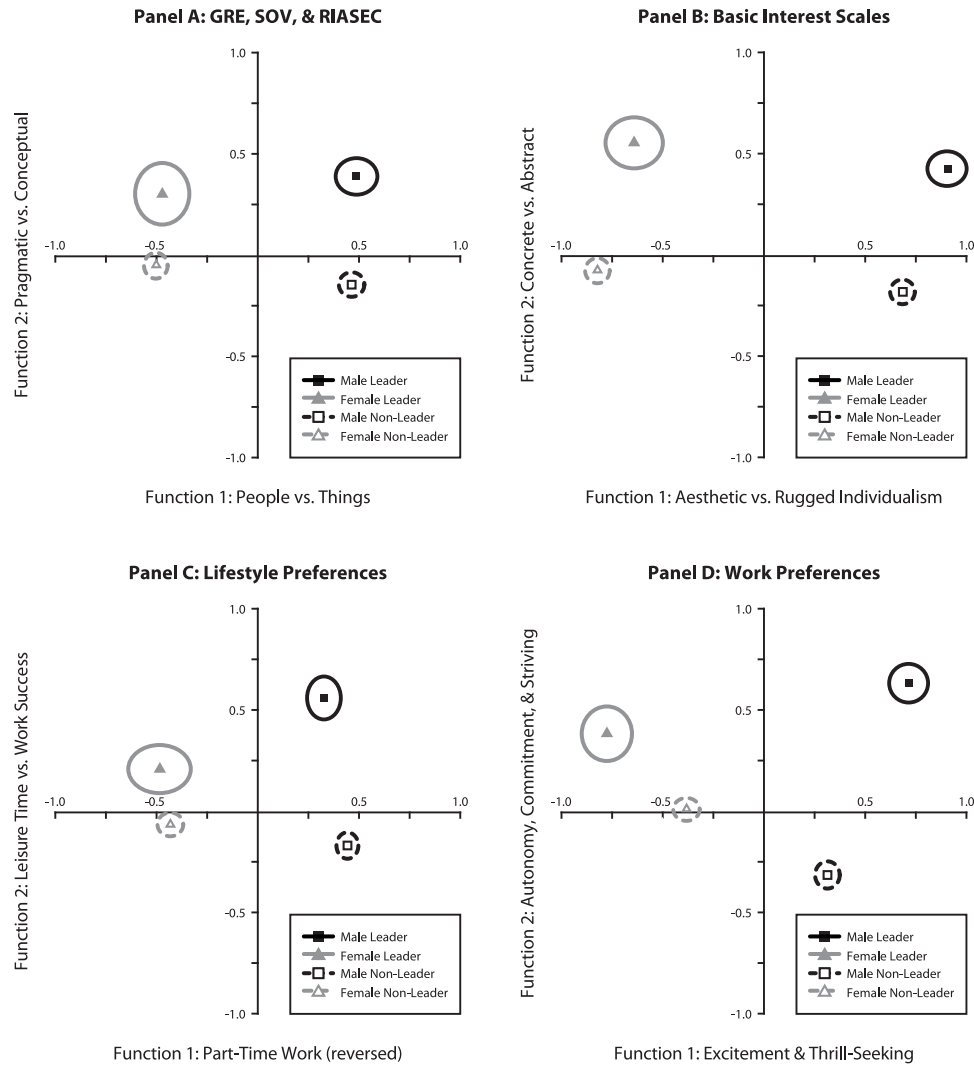 Panel A: GRE, SOV, & RIASEC
Function 2: Pragmatic vs. Conceptual
1.0
0.5
-1.0
-0.5
0.5
1.0
-0.5
-1.0
Male Leader
Female Leader
Male Non-Leader
Female Non-Leader
Function 1: People vs. Things
Panel B: Basic Interest Scales
Function 2: Concrete vs. Abstract
1.0
0.5
-1.0
-0.5
0.5
1.0
-0.5
-1.0
Male Leader
Female Leader
Male Non-Leader
Female Non-Leader
Function 1: Aesthetic vs. Rugged Individualism
Panel C: Lifestyle Preferences
Function 2: Leisure Time vs. Work Success
1.0
0.5
-1.0
-0.5
0.5
1.0
-0.5
-1.0
Male Leader
Female Leader
Male Non-Leader
Female Non-Leader
Function 1: Part-Time Work (reversed)
Panel D: Work Preferences
Function 2: Autonomy, Commitment, & Striving
1.0
0.5
-1.0
-0.5
0.5
1.0
-0.5
-1.0
Male Leader
Female Leader
Male Non-Leader
Female Non-Leader
Function 1: Excitement & Thrill-Seeking